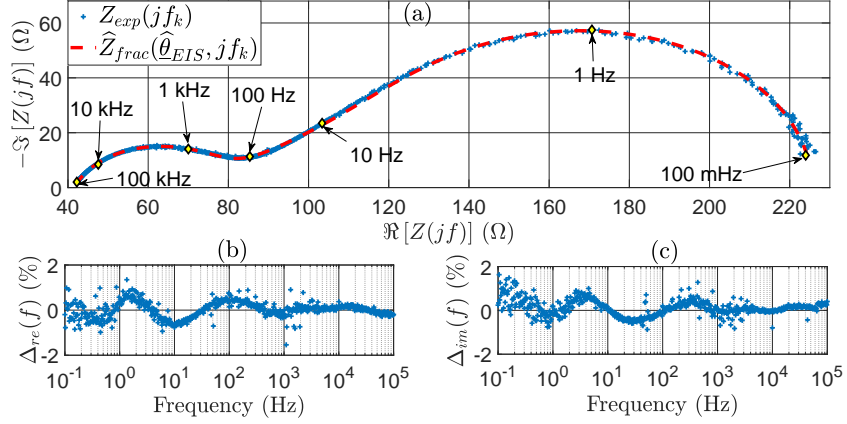 (a)
Z_exp(jf_k)
Ẑ_frac(θ̂_EIS, jf_k)
−ℑ [Z(jf)] (Ω)
60
40
20
0
10 kHz
1 kHz
100 Hz
1 Hz
10 Hz
100 kHz
100 mHz
40 60 80 100 120 140 160 180 200 220
ℜ [Z(jf)] (Ω)
(b)
Δ_re(f) (%)
2
0
-2
10^-1 10^0 10^1 10^2 10^3 10^4 10^5
Frequency (Hz)
(c)
Δ_im(f) (%)
2
0
-2
10^-1 10^0 10^1 10^2 10^3 10^4 10^5
Frequency (Hz)